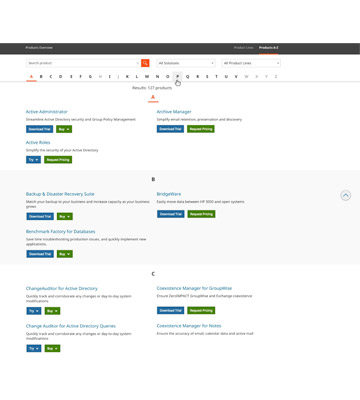 Products Overview
Product Lines
Products A-Z
Search product
All Solutions
All Product Lines
A B C D E F G H I J K L M N O P Q R S T U V W X Y Z
Results: 127 products
A
Active Administrator
Streamline Active Directory security and Group Policy Management
Download Trial
Buy
Archive Manager
Simplify email retention, preservation and discovery
Download Trial
Request Pricing
Active Roles
Simplify the security of your Active Directory
Try
Request Pricing
B
Backup & Disaster Recovery Suite
Match your backup to your business and increase capacity as your business
grows
Download Trial
Buy
BridgeWare
Easily move data between HP 3000 and open systems
Download Trial
Request Pricing
Benchmark Factory for Databases
Save time troubleshooting production issues, and quickly implement new
applications.
Download Trial
Buy
C
ChangeAuditor for Active Directory
Quickly track and corroborate any changes or day-to-day system
modifications
Try
Buy
Coexistence Manager for GroupWise
Ensure ZeroIMPACT GroupWise and Exchange coexistence
Download Trial
Request Pricing
Change Auditor for Active Directory Queries
Quickly track and corroborate any changes or day-to-day system
modifications
Try
Buy
Coexistence Manager for Notes
Ensure the accuracy of email, calendar data and active mail